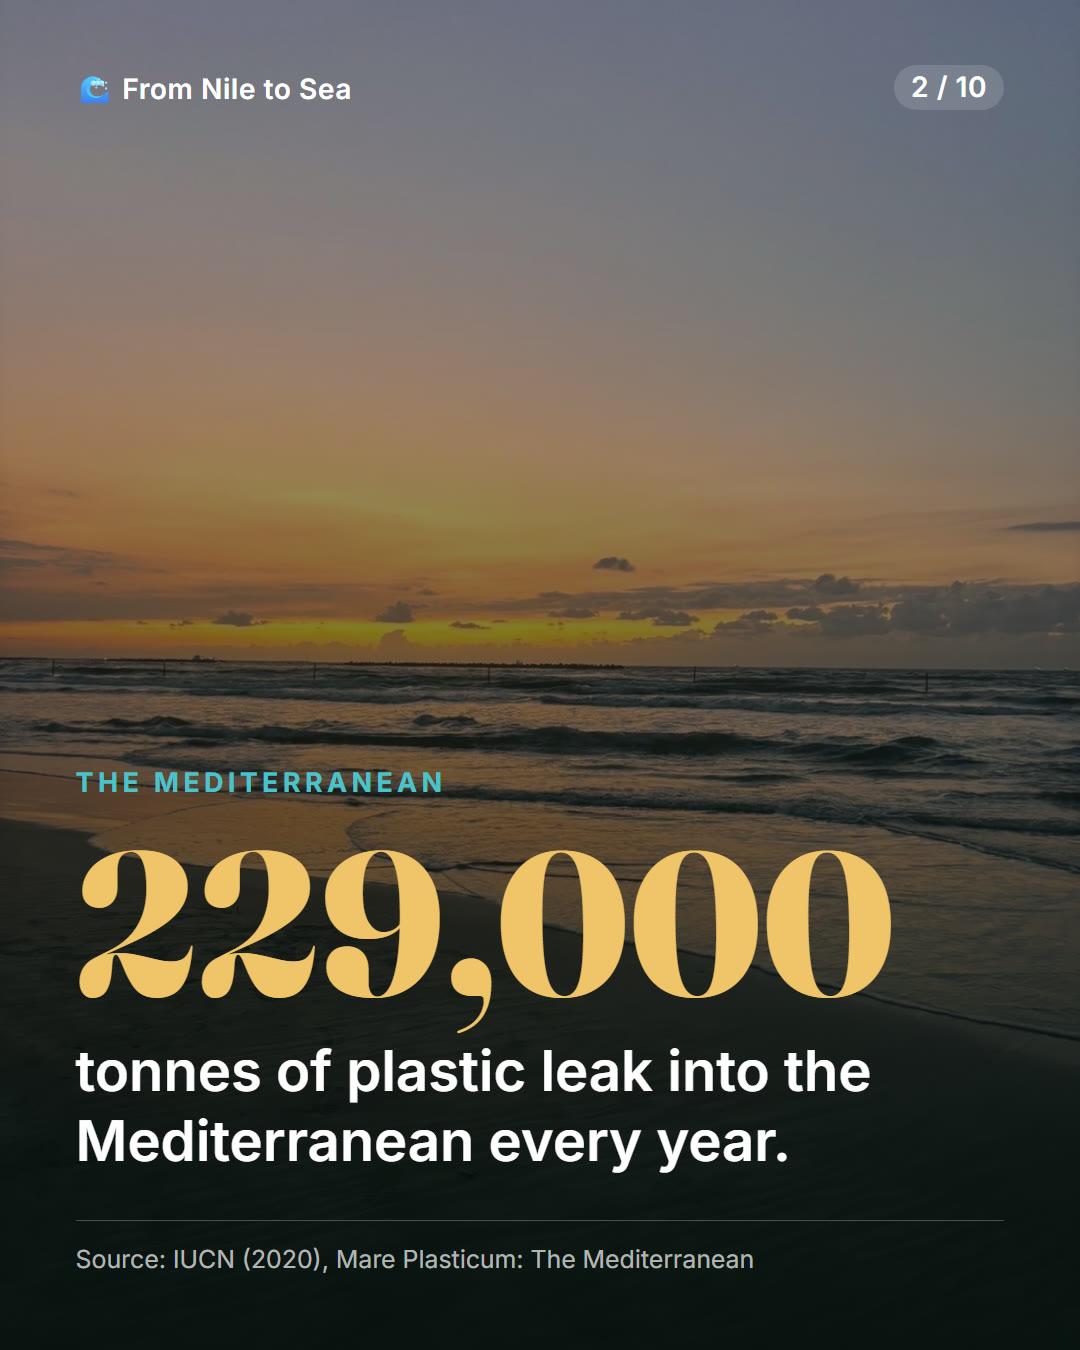 🌊 From Nile to Sea
2 / 10
THE MEDITERRANEAN
229,000
tonnes of plastic leak into the
Mediterranean every year.
Source: IUCN (2020), Mare Plasticum: The Mediterranean